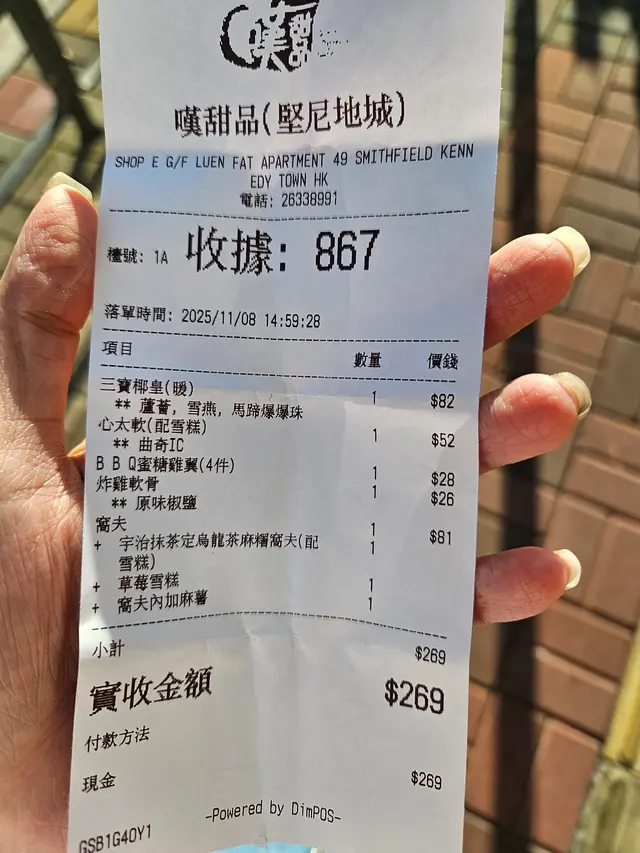 嘆甜品
嘆甜品(堅尼地城)
SHOP E G/F LUEN FAT APARTMENT 49 SMITHFIELD KENN
EDY TOWN HK
電話: 26338991
檯號: 1A 收據: 867
落單時間: 2025/11/08 14:59:28
項目 數量 價錢
三寶椰皇(暖) 1 $82
** 蘆薈, 雪燕, 馬蹄爆爆珠
心太軟(配雪糕) 1 $52
** 曲奇IC
B B Q蜜糖雞翼(4件) 1 $28
炸雞軟骨 1 $26
** 原味椒鹽
窩夫 1 $81
+ 宇治抹茶定烏龍茶麻糬窩夫(配 1
雪糕)
+ 草莓雪糕 1
+ 窩夫內加麻薯 1
小計 $269
實收金額 $269
付款方法
現金 $269
-Powered by DimPOS-
GSB1G40Y1